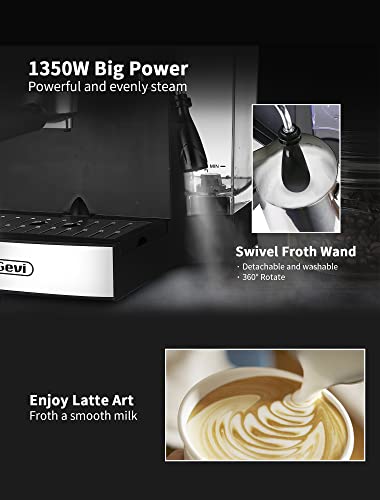 1350W Big Power
Powerful and evenly steam
MIN
Gevi
Swivel Froth Wand
· Detachable and washable
· 360° Rotate
Enjoy Latte Art
Froth a smooth milk